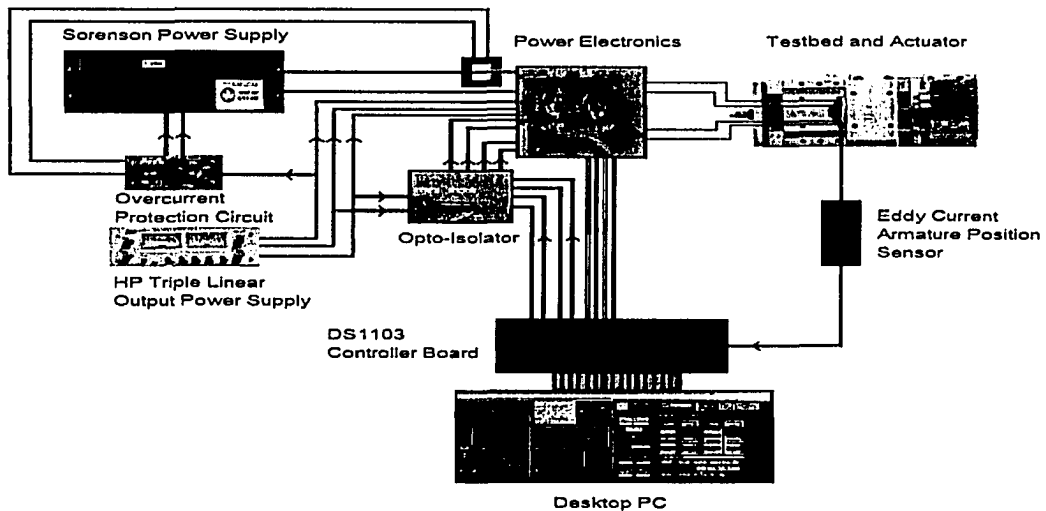 Sorenson Power Supply
Power Electronics
Testbed and Actuator
Overcurrent
Protection Circuit
Opto-Isolator
HP Triple Linear
Output Power Supply
Eddy Current
Armature Position
Sensor
DS1103
Controller Board
Desktop PC